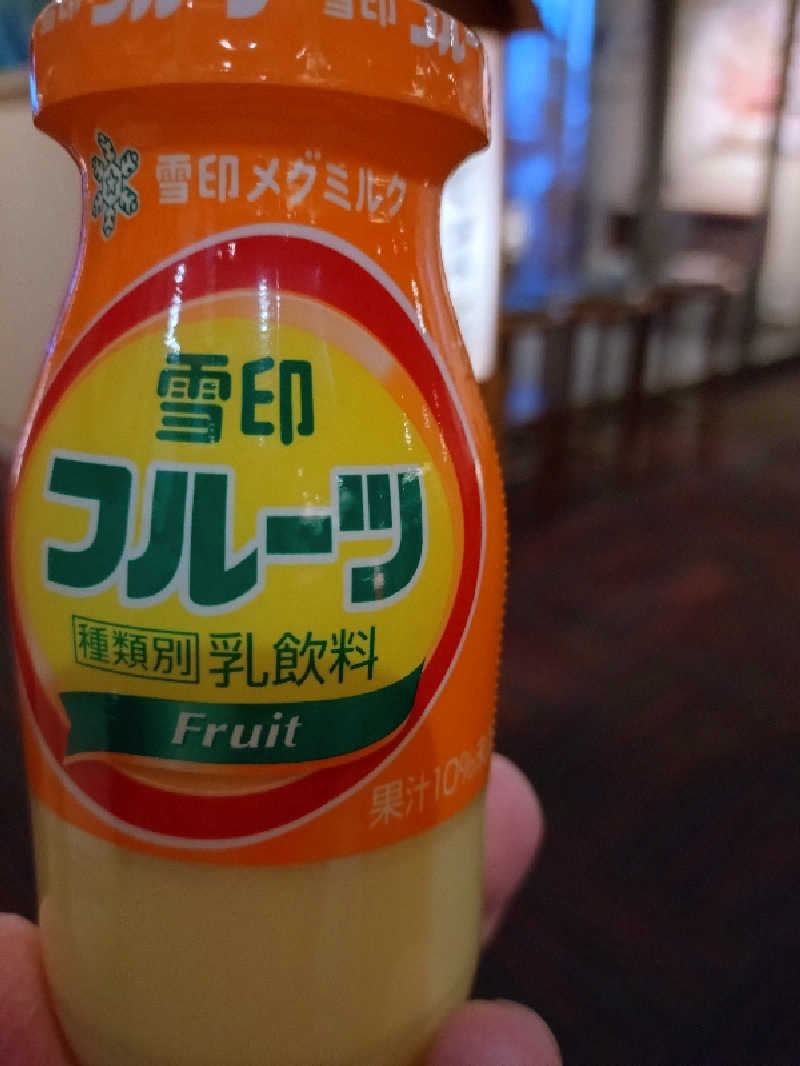 雪印メグミルク
雪印
フルーツ
種類別 乳飲料
Fruit
果汁10%